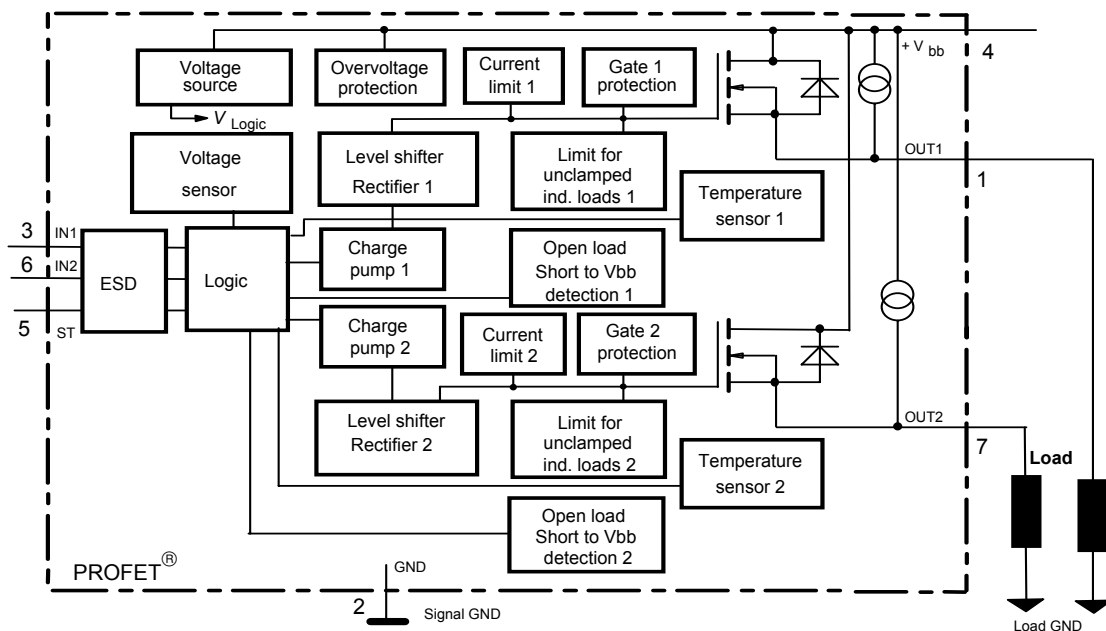 + V bb
4
Voltage
source
Overvoltage
protection
Current
limit 1
Gate 1
protection
V Logic
Voltage
sensor
Level shifter
Rectifier 1
Limit for
unclamped
ind. loads 1
OUT1
1
Temperature
sensor 1
3
IN1
6
IN2
5
ST
ESD
Logic
Charge
pump 1
Open load
Short to Vbb
detection 1
Charge
pump 2
Current
limit 2
Gate 2
protection
Level shifter
Rectifier 2
Limit for
unclamped
ind. loads 2
OUT2
7
Load
Temperature
sensor 2
Open load
Short to Vbb
detection 2
PROFET®
GND
2
Signal GND
Load GND